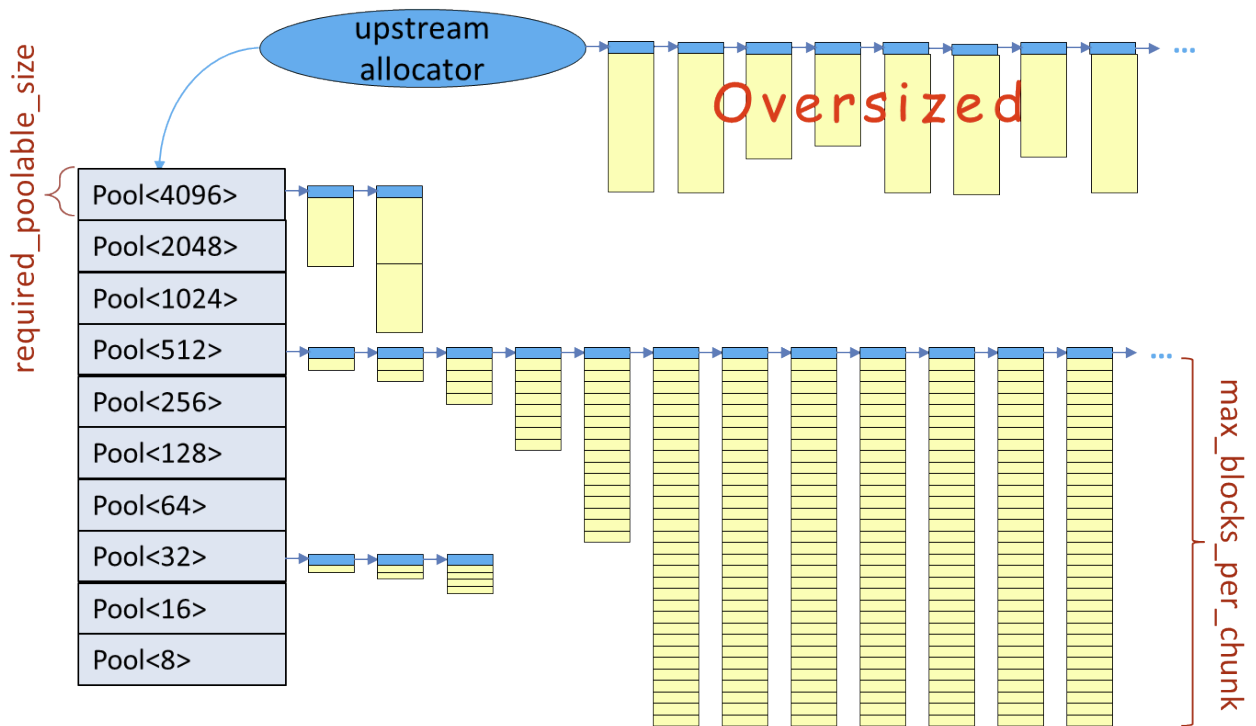 upstream
allocator
...
Oversized
required_poolable_size
Pool<4096>
Pool<2048>
Pool<1024>
Pool<512>
...
Pool<256>
Pool<128>
Pool<64>
Pool<32>
Pool<16>
Pool<8>
max_blocks_per_chunk